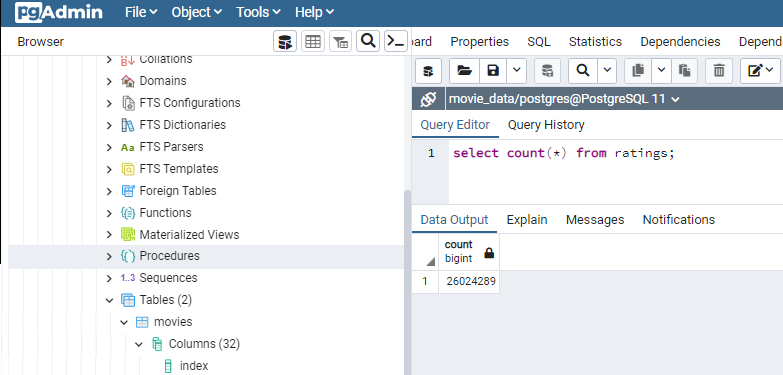 pgAdmin File Object Tools Help
Browser
oard Properties SQL Statistics Dependencies Depend
Collations
Domains
FTS Configurations
FTS Dictionaries
Aa FTS Parsers
FTS Templates
Foreign Tables
Functions
Materialized Views
Procedures
1..3 Sequences
Tables (2)
movies
Columns (32)
index
movie_data/postgres@PostgreSQL 11
Query Editor Query History
1 select count(*) from ratings;
Data Output Explain Messages Notifications
count
bigint
1 26024289